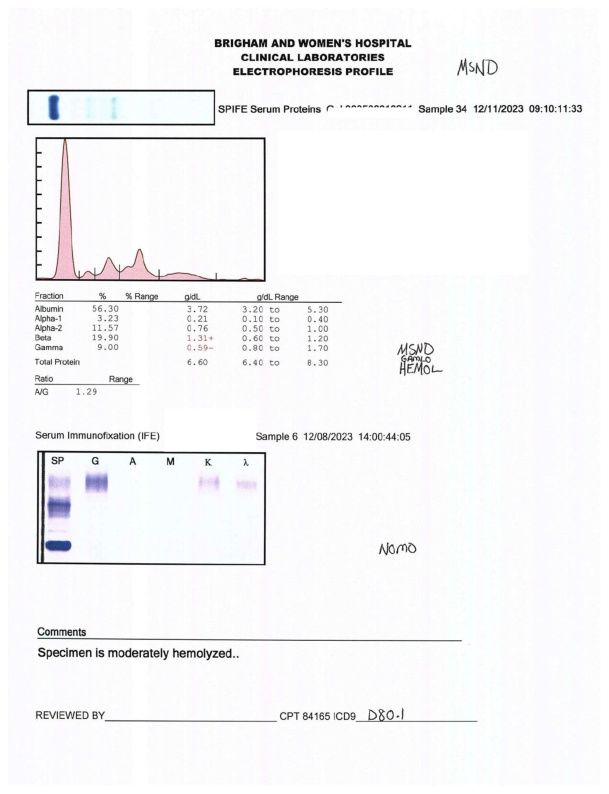 BRIGHAM AND WOMEN'S HOSPITAL
CLINICAL LABORATORIES
ELECTROPHORESIS PROFILE
MSND
SPIFE Serum Proteins Sample 34 12/11/2023 09:10:11:33
Fraction % % Range g/dL g/dL Range
Albumin 56.30 3.72 3.20 to 5.30
Alpha-1 3.23 0.21 0.10 to 0.40
Alpha-2 11.57 0.76 0.50 to 1.00
Beta 19.90 1.31+ 0.60 to 1.20
Gamma 9.00 0.59- 0.80 to 1.70
Total Protein 6.60 6.40 to 8.30
MSND
GAMLO
HEMOL
Ratio Range
A/G 1.29
Serum Immunofixation (IFE) Sample 6 12/08/2023 14:00:44:05
SP G A M K λ
NOMO
Comments
Specimen is moderately hemolyzed..
REVIEWED BY CPT 84165 ICD9 D80.1